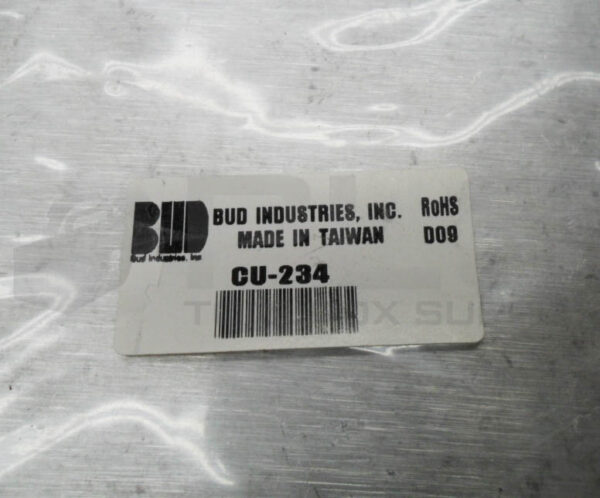 BUD
Bud Industries, Inc.
BUD INDUSTRIES, INC. RoHS
MADE IN TAIWAN D09
CU-234